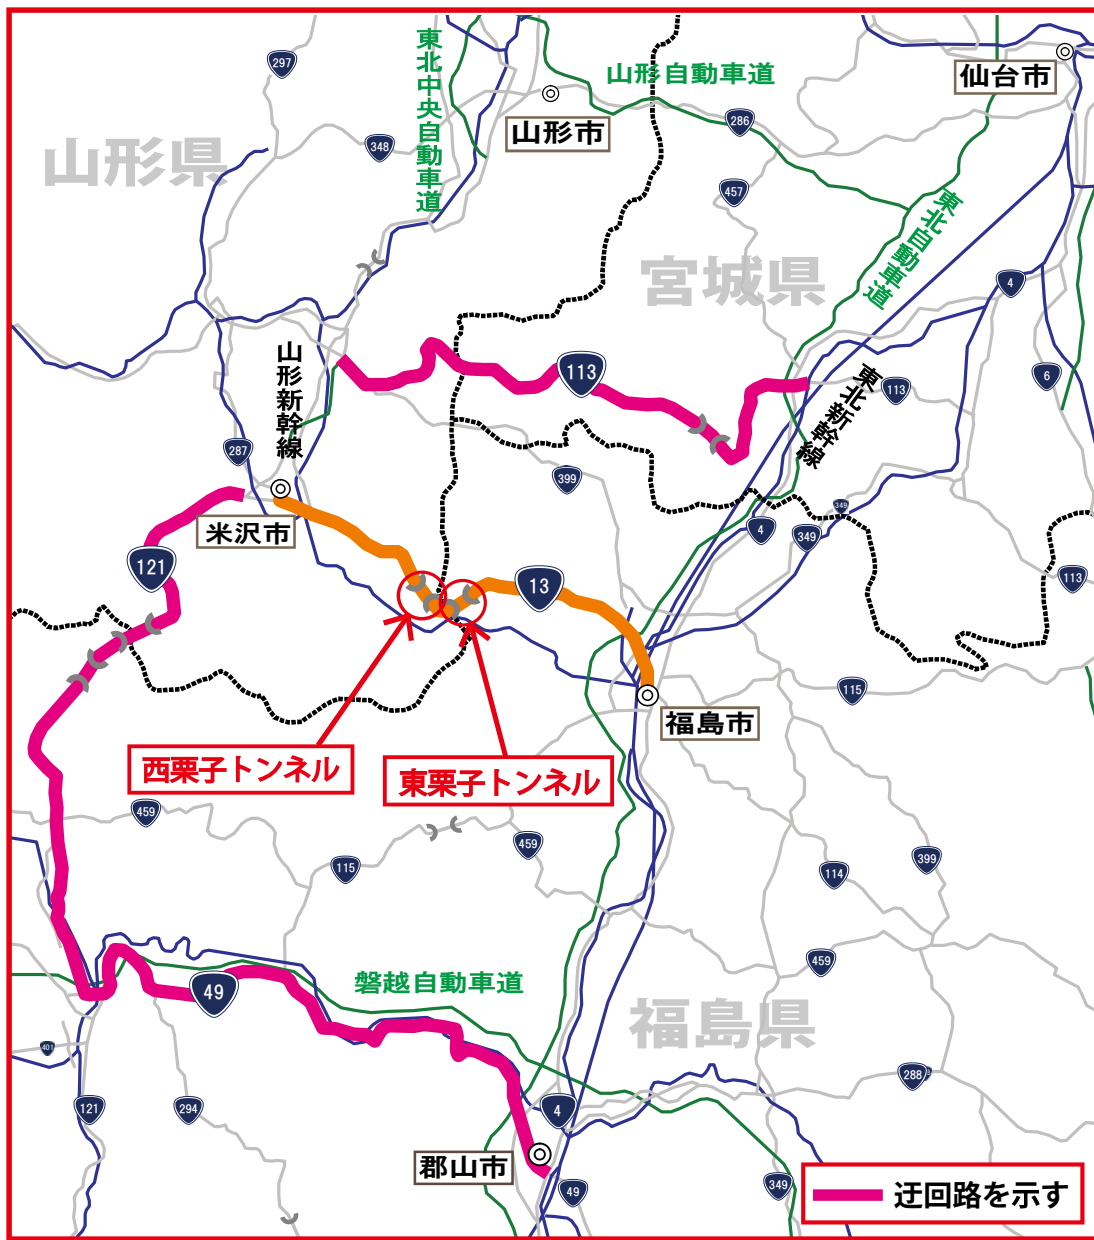 297
東北中央自動車道
山形自動車道
仙台市
山形市
286
348
山形県
457
東北自動車道
宮城県
4
山形新幹線
113
6
113
東北新幹線
287
399
米沢市
349
4
349
121
13
113
福島市
115
西栗子トンネル
東栗子トンネル
459
459
115
399
114
459
49
磐越自動車道
福島県
401
288
121
294
4
郡山市
49
349
迂回路を示す